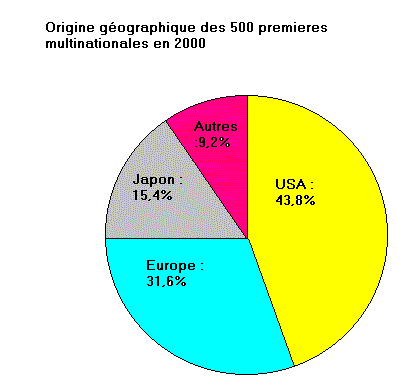 Origine géographique des 500 premieres
multinationales en 2000
Autres
:9,2%
Japon :
15,4%
USA :
43,8%
Europe :
31,6%